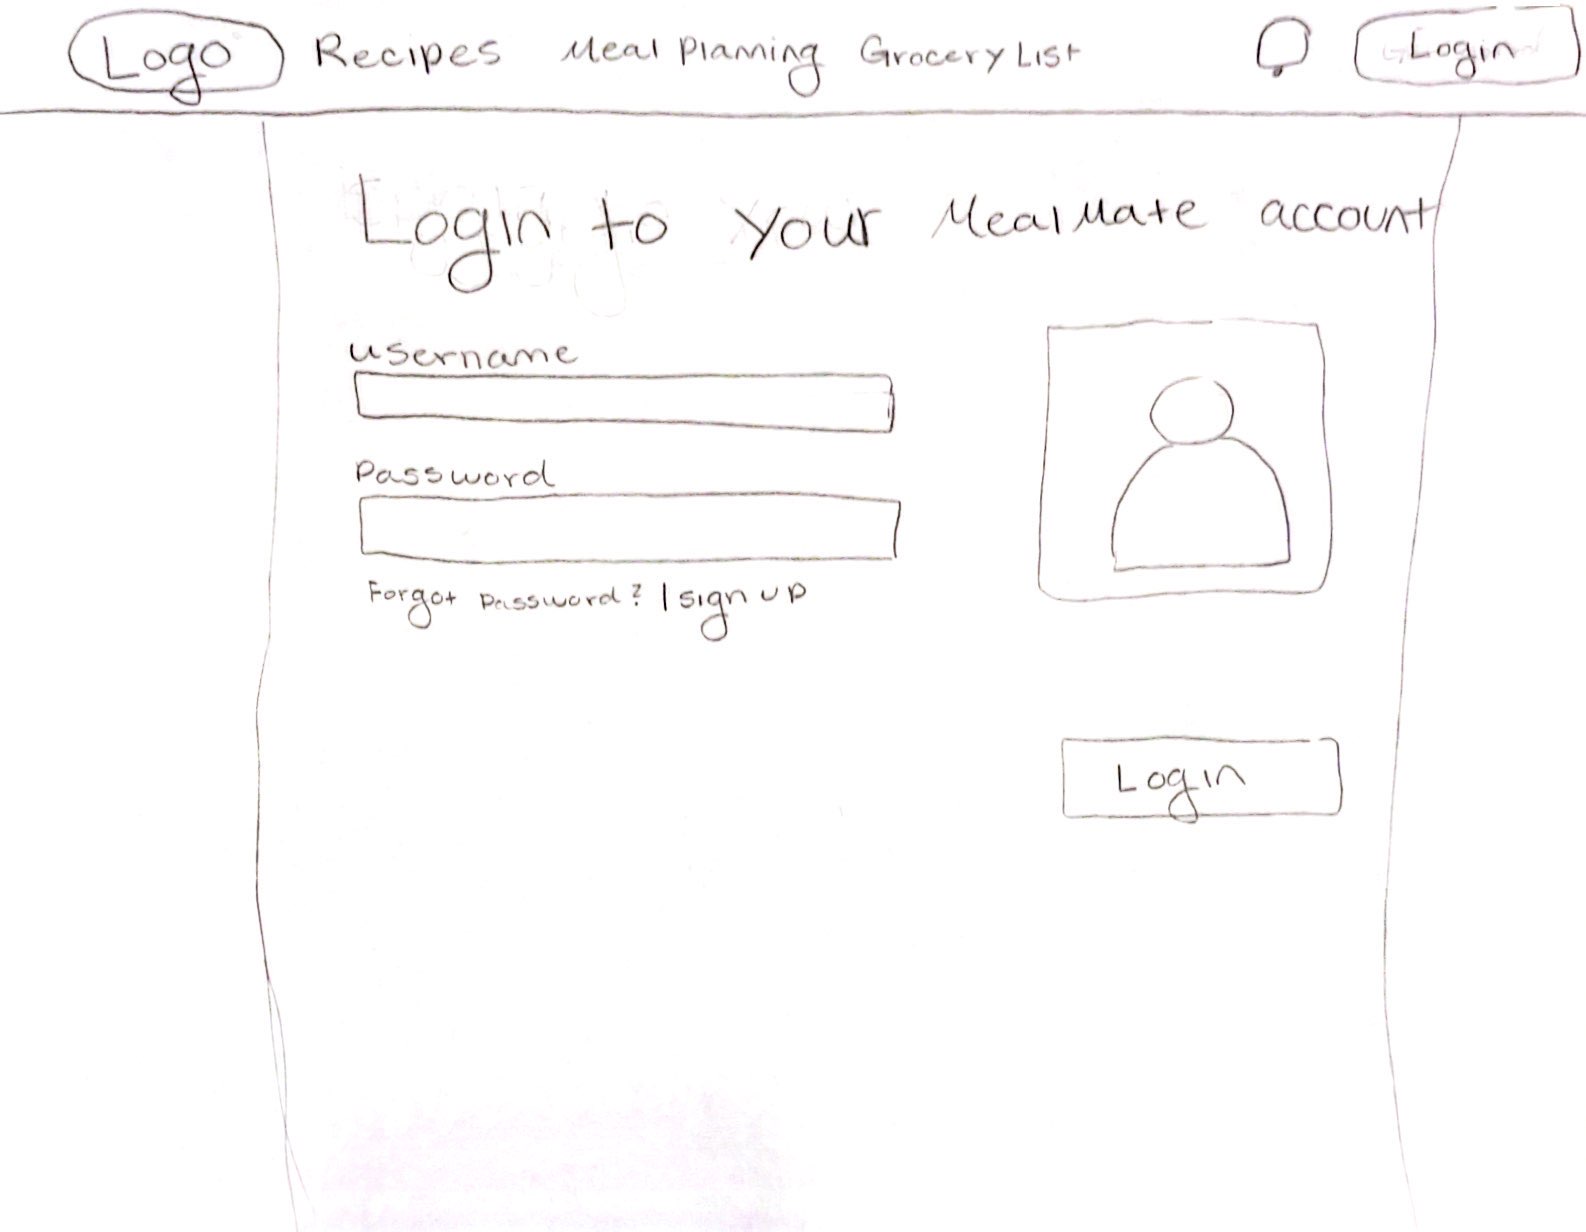 Logo Recipes Meal Planning Grocery List Login
Login to your MealMate account
username
Password
Forgot Password? | sign up
Login